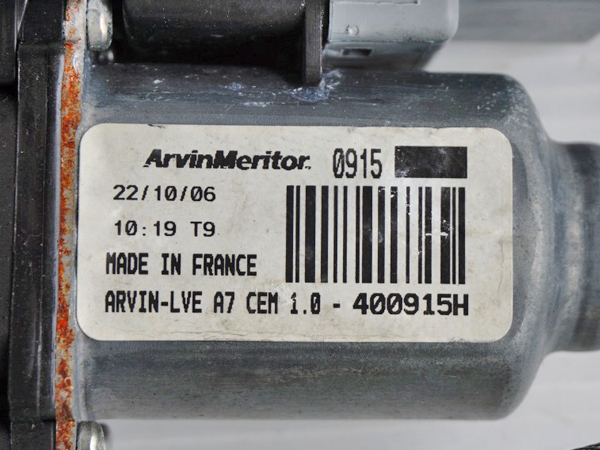 ArvinMeritor. 0915
22/10/06
10:19 T9
MADE IN FRANCE
ARVIN-LVE A7 CEM 1.0 - 400915H